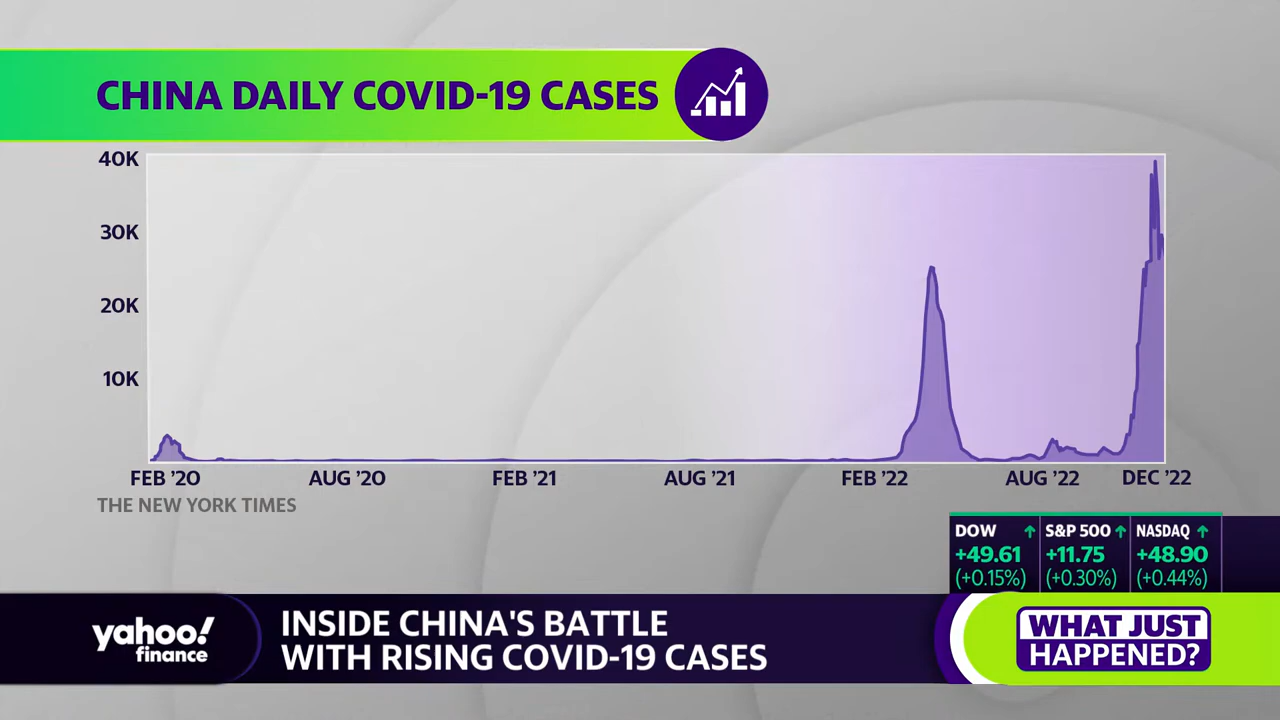 CHINA DAILY COVID-19 CASES
40K
30K
20K
10K
FEB ’20 AUG ’20 FEB ’21 AUG ’21 FEB ’22 AUG ’22 DEC ’22
THE NEW YORK TIMES
DOW S&P 500 NASDAQ
+49.61 +11.75 +48.90
(+0.15%) (+0.30%) (+0.44%)
yahoo!
finance
INSIDE CHINA'S BATTLE
WITH RISING COVID-19 CASES
WHAT JUST
HAPPENED?